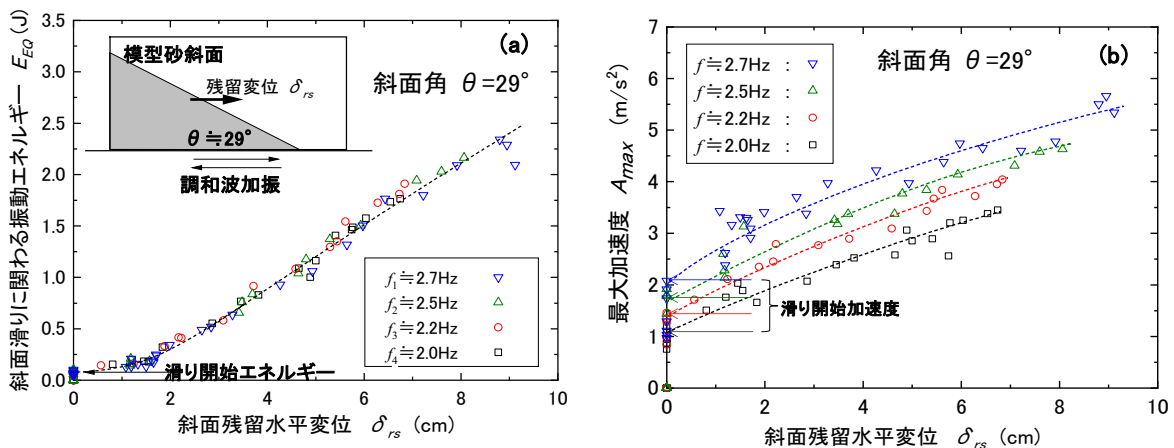 斜面滑りに関わる振動エネルギー E_EQ (J)
3.5
3.0
2.5
2.0
1.5
1.0
0.5
0.0
(a)
模型砂斜面
残留変位 δ_rs
θ≒29°
調和波加振
斜面角 θ=29°
f₁≒2.7Hz
f₂≒2.5Hz
f₃≒2.2Hz
f₄≒2.0Hz
滑り開始エネルギー
0 2 4 6 8 10
斜面残留水平変位 δ_rs (cm)
最大加速度 A_max (m/s²)
7
6
5
4
3
2
1
0
(b)
f≒2.7Hz :
f≒2.5Hz :
f≒2.2Hz :
f≒2.0Hz :
斜面角 θ=29°
滑り開始加速度
0 2 4 6 8 10
斜面残留水平変位 δ_rs (cm)